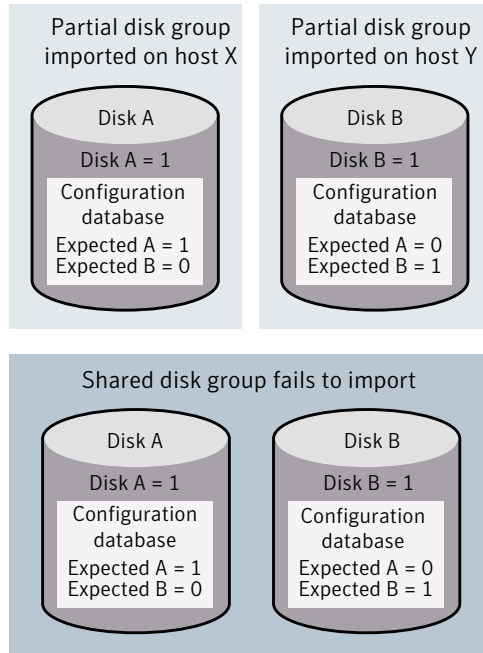 Partial disk group
imported on host X
Disk A
Disk A = 1
Configuration
database
Expected A = 1
Expected B = 0
Partial disk group
imported on host Y
Disk B
Disk B = 1
Configuration
database
Expected A = 0
Expected B = 1
Shared disk group fails to import
Disk A
Disk A = 1
Configuration
database
Expected A = 1
Expected B = 0
Disk B
Disk B = 1
Configuration
database
Expected A = 0
Expected B = 1